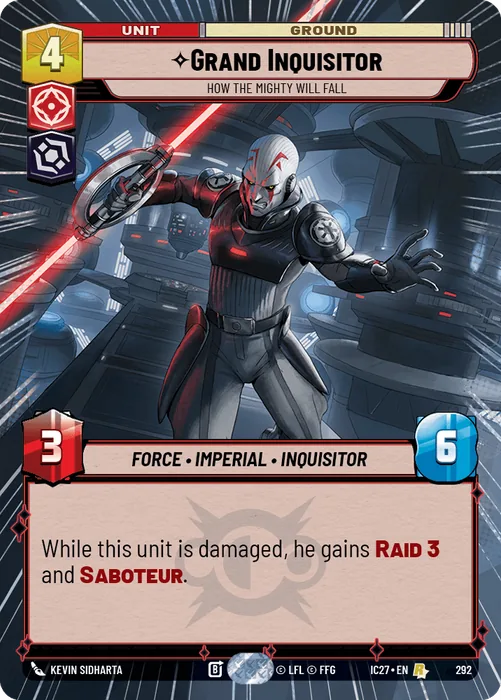 UNIT
GROUND
4
✧GRAND INQUISITOR
HOW THE MIGHTY WILL FALL
3
6
FORCE • IMPERIAL • INQUISITOR
While this unit is damaged, he gains RAID 3
and SABOTEUR.
KEVIN SIDHARTA
B
© LFL © FFG
IC27 • EN
R
292